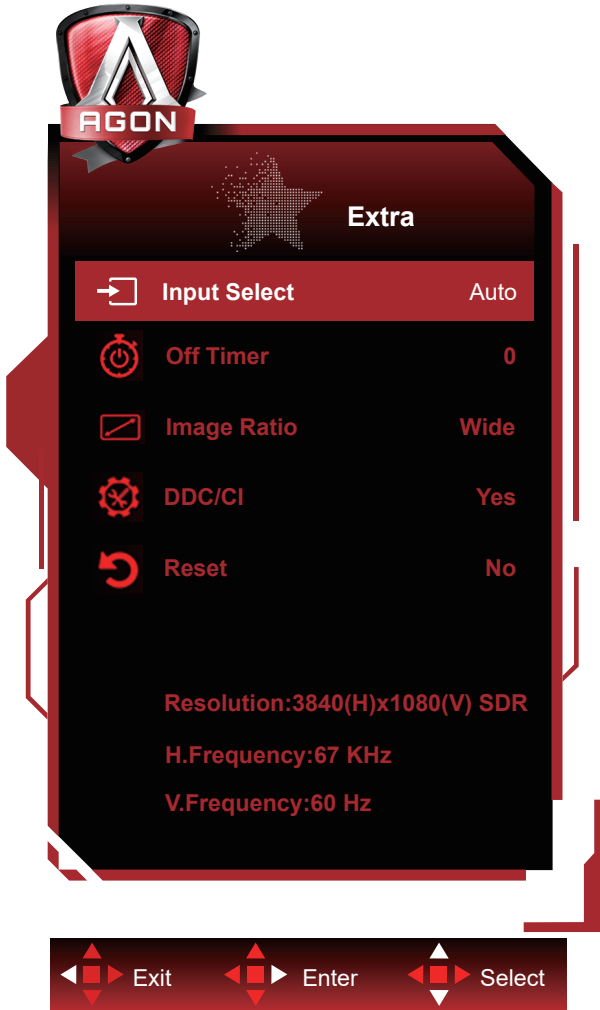 AGON
Extra
Input Select Auto
Off Timer 0
Image Ratio Wide
DDC/CI Yes
Reset No
Resolution:3840(H)x1080(V) SDR
H.Frequency:67 KHz
V.Frequency:60 Hz
Exit Enter Select